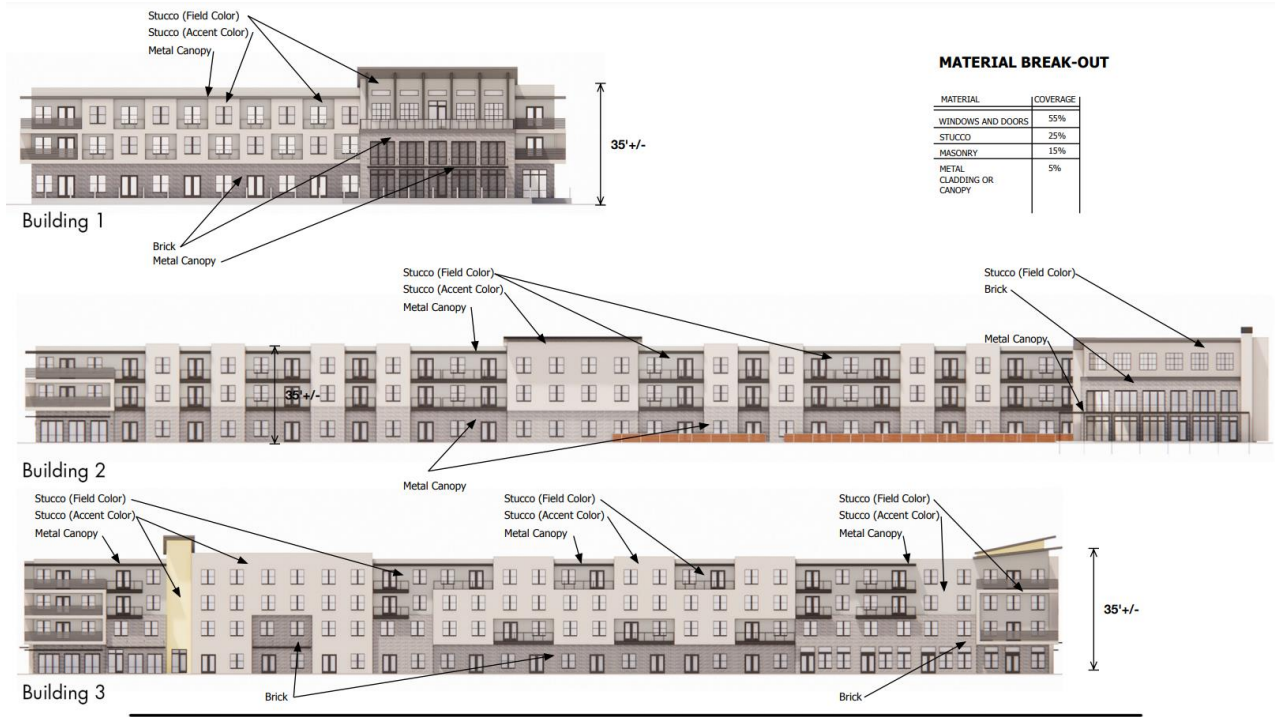 Stucco (Field Color)
Stucco (Accent Color)
Metal Canopy
35'+/-
Building 1
Brick
Metal Canopy
MATERIAL BREAK-OUT
MATERIAL COVERAGE
WINDOWS AND DOORS 55%
STUCCO 25%
MASONRY 15%
METAL 5%
CLADDING OR
CANOPY
Stucco (Field Color)
Stucco (Accent Color)
Metal Canopy
Stucco (Field Color)
Brick
Metal Canopy
35'+/-
Building 2
Metal Canopy
Stucco (Field Color)
Stucco (Accent Color)
Metal Canopy
Stucco (Field Color)
Stucco (Accent Color)
Metal Canopy
Stucco (Field Color)
Stucco (Accent Color)
Metal Canopy
35'+/-
Building 3
Brick
Brick